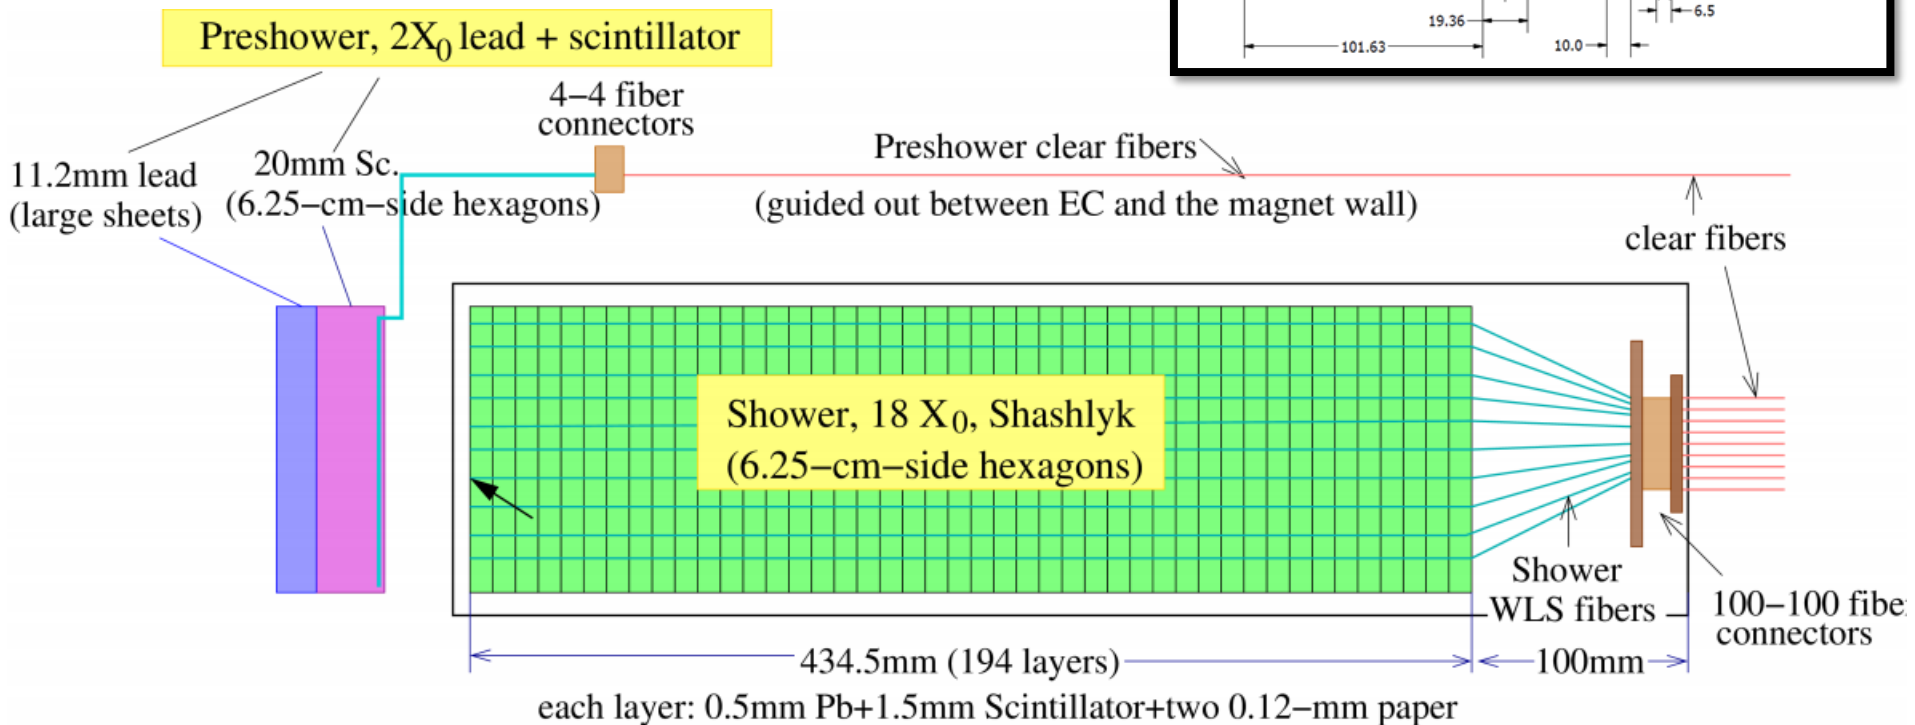 6.5
19.36
101.63
10.0
Preshower, 2X0 lead + scintillator
4−4 fiber
connectors
Preshower clear fibers
11.2mm lead
(large sheets)
20mm Sc.
(6.25−cm−side hexagons)
(guided out between EC and the magnet wall)
clear fibers
Shower, 18 X0, Shashlyk
(6.25−cm−side hexagons)
Shower
WLS fibers
100−100 fibe
connectors
434.5mm (194 layers)
100mm
each layer: 0.5mm Pb+1.5mm Scintillator+two 0.12−mm paper